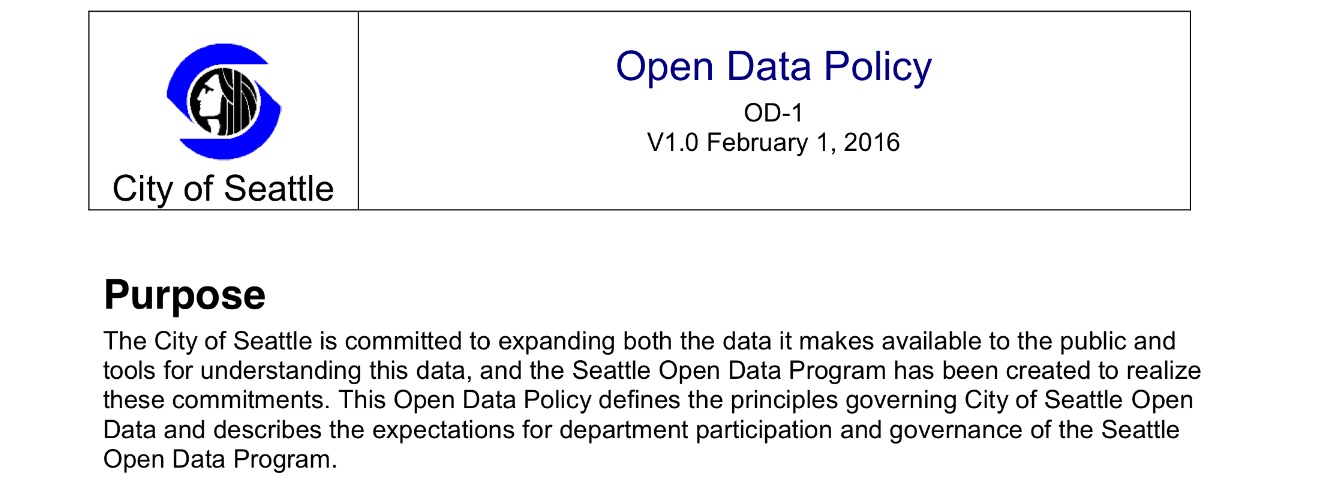 Open Data Policy
OD-1
V1.0 February 1, 2016
City of Seattle
Purpose
The City of Seattle is committed to expanding both the data it makes available to the public and
tools for understanding this data, and the Seattle Open Data Program has been created to realize
these commitments. This Open Data Policy defines the principles governing City of Seattle Open
Data and describes the expectations for department participation and governance of the Seattle
Open Data Program.